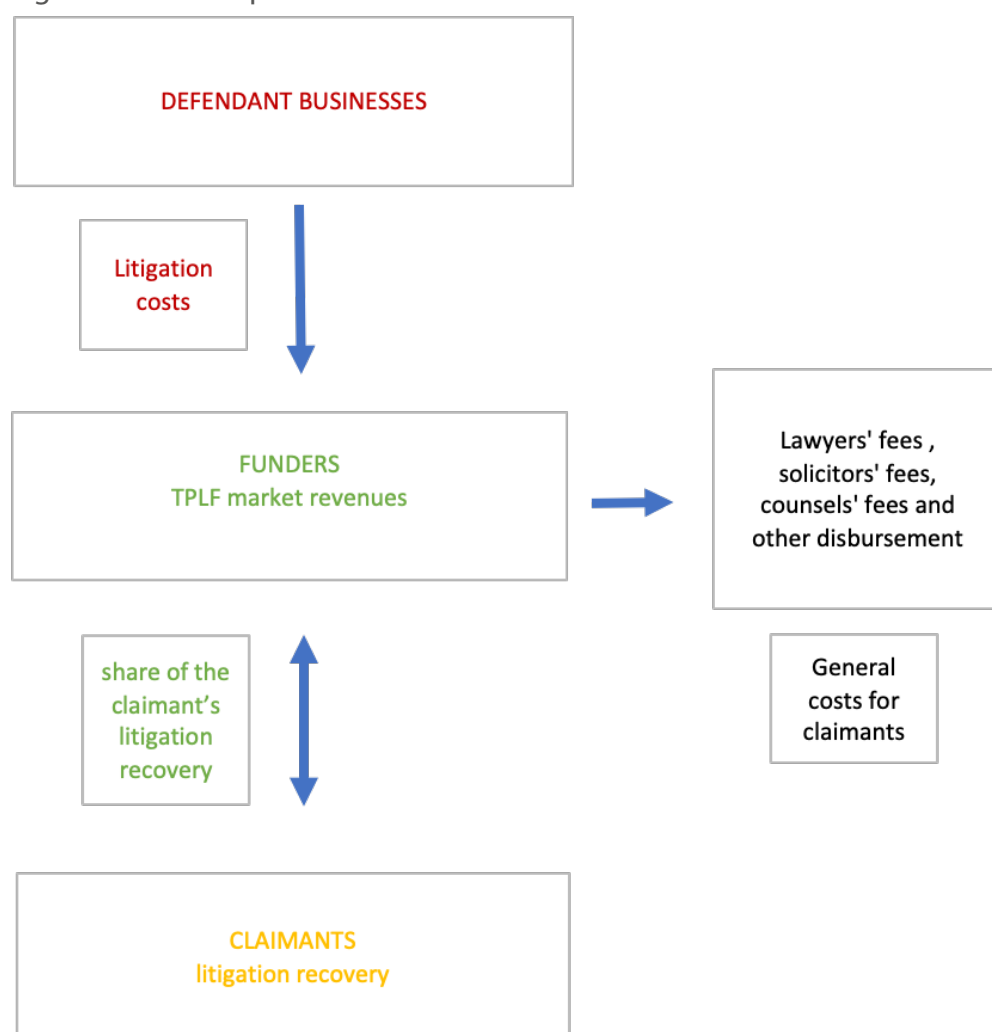 DEFENDANT BUSINESSES
Litigation
costs
FUNDERS
TPLF market revenues
Lawyers' fees ,
solicitors' fees,
counsels' fees and
other disbursement
share of the
claimant’s
litigation
recovery
General
costs for
claimants
CLAIMANTS
litigation recovery